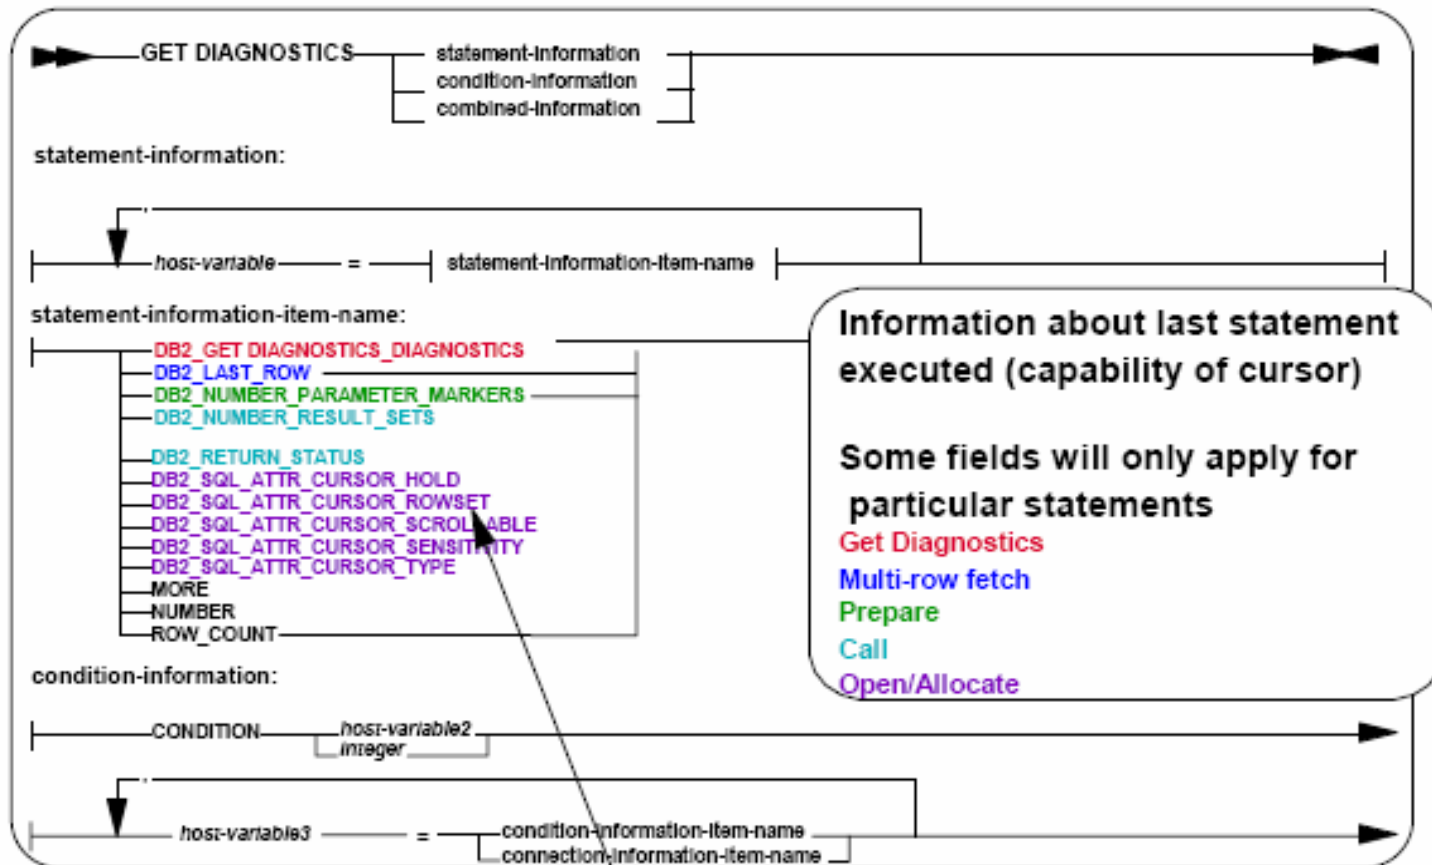 GET DIAGNOSTICS
statement-information
condition-information
combined-information
statement-information:
,
host-variable = statement-information-item-name
statement-information-item-name:
DB2_GET DIAGNOSTICS_DIAGNOSTICS
DB2_LAST_ROW
DB2_NUMBER_PARAMETER_MARKERS
DB2_NUMBER_RESULT_SETS
DB2_RETURN_STATUS
DB2_SQL_ATTR_CURSOR_HOLD
DB2_SQL_ATTR_CURSOR_ROWSET
DB2_SQL_ATTR_CURSOR_SCROLLABLE
DB2_SQL_ATTR_CURSOR_SENSITIVITY
DB2_SQL_ATTR_CURSOR_TYPE
MORE
NUMBER
ROW_COUNT
Information about last statement
executed (capability of cursor)
Some fields will only apply for
particular statements
Get Diagnostics
Multi-row fetch
Prepare
Call
Open/Allocate
condition-information:
CONDITION host-variable2
integer
,
host-variable3 = condition-information-item-name
connection-information-item-name